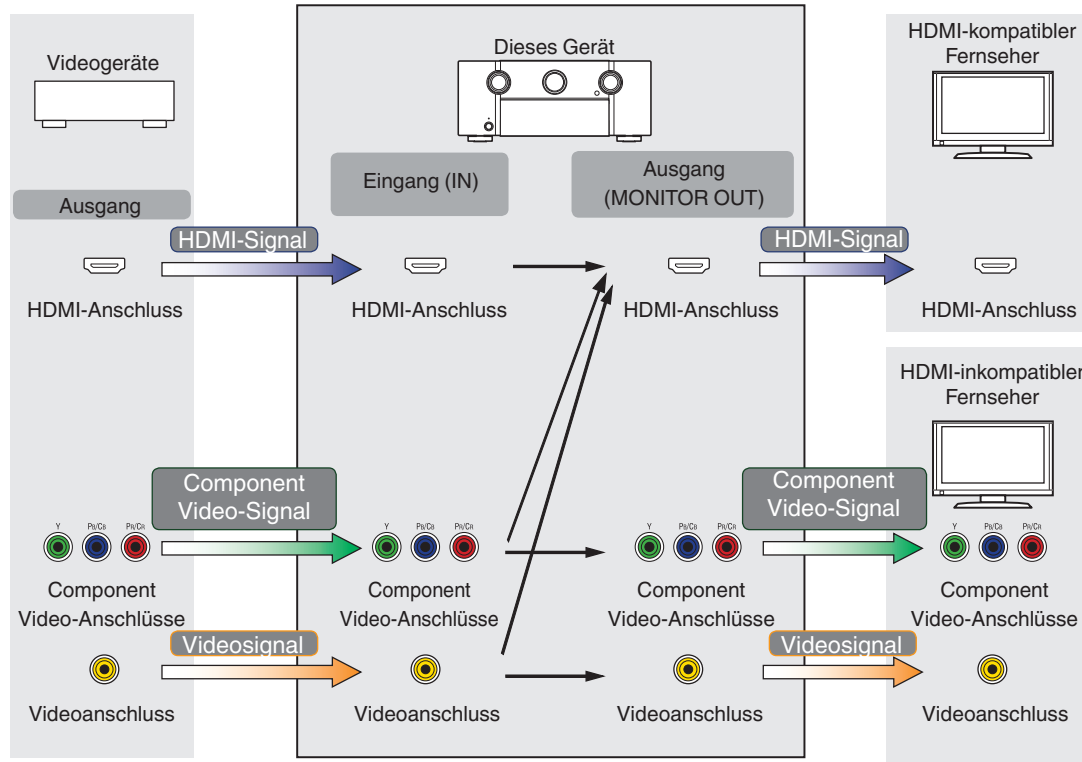 Videogeräte
Dieses Gerät
HDMI-kompatibler
Fernseher
Ausgang
Eingang (IN)
Ausgang
(MONITOR OUT)
HDMI-Signal
HDMI-Signal
HDMI-Anschluss
HDMI-Anschluss
HDMI-Anschluss
HDMI-Anschluss
HDMI-inkompatibler
Fernseher
Component
Video-Signal
Component
Video-Signal
Y PB/CB PR/CR
Y PB/CB PR/CR
Y PB/CB PR/CR
Y PB/CB PR/CR
Component
Video-Anschlüsse
Component
Video-Anschlüsse
Component
Video-Anschlüsse
Component
Video-Anschlüsse
Videosignal
Videosignal
Videoanschluss
Videoanschluss
Videoanschluss
Videoanschluss